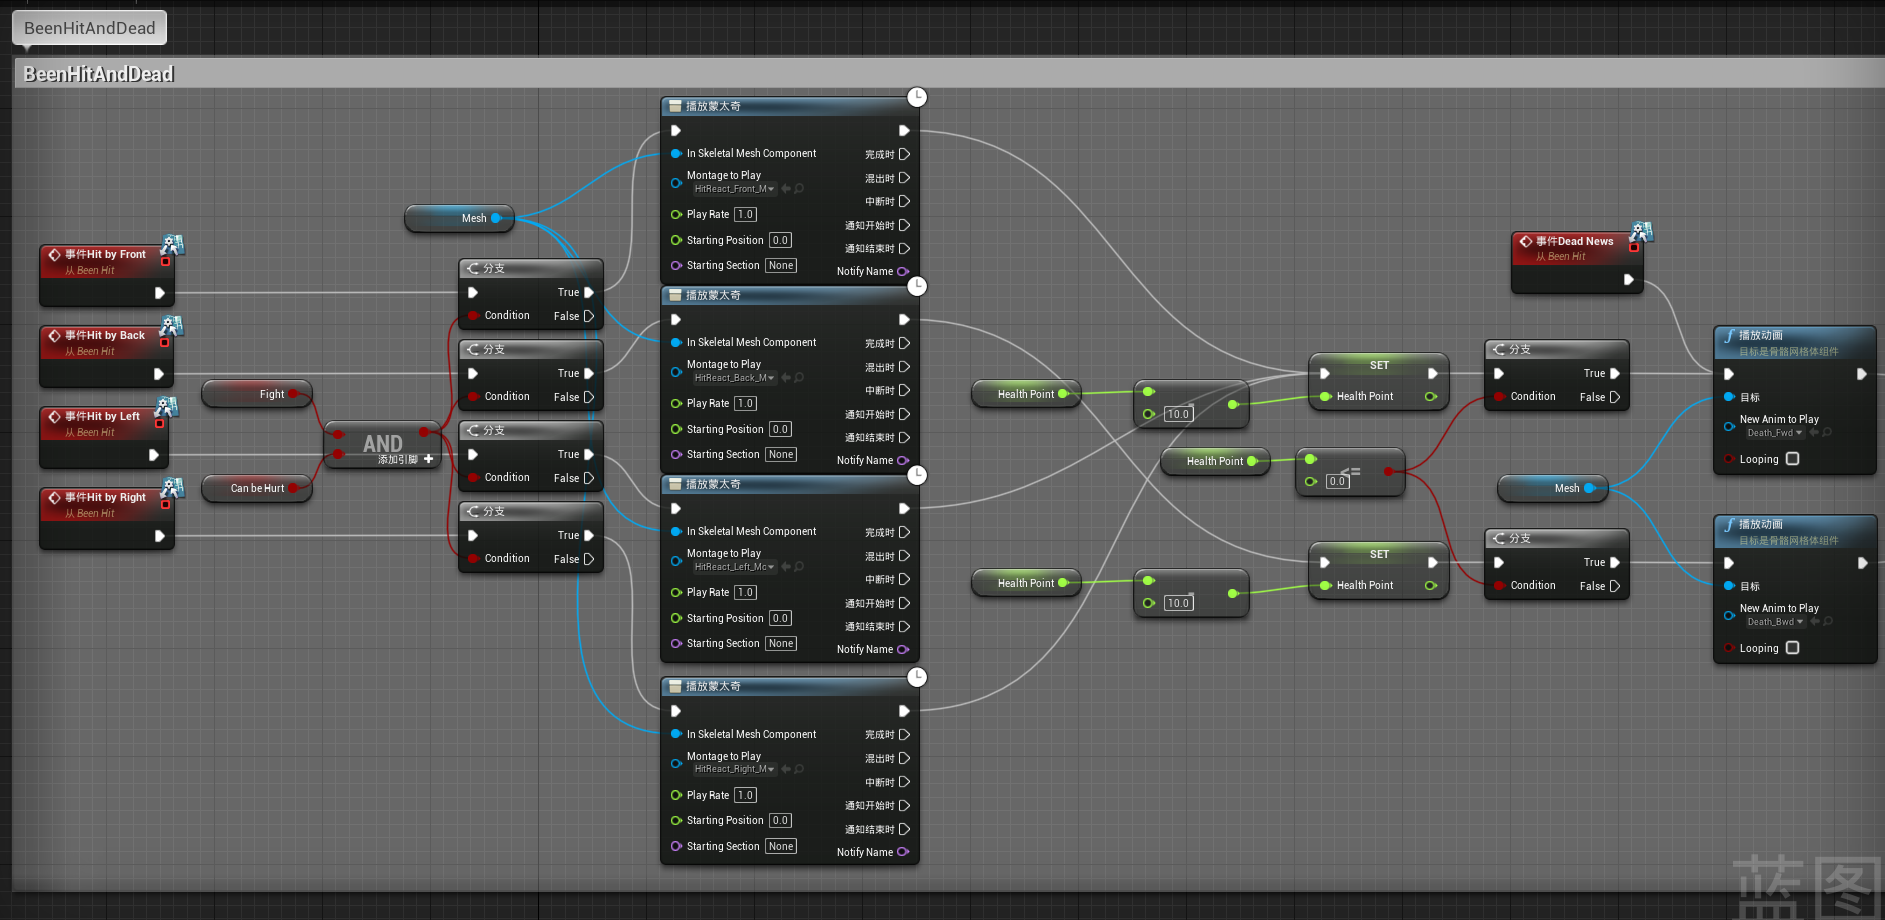 BeenHitAndDead
BeenHitAndDead
事件Hit by Front
从 Been Hit
事件Hit by Back
从 Been Hit
事件Hit by Left
从 Been Hit
事件Hit by Right
从 Been Hit
Fight
Can be Hurt
AND
添加引脚
Mesh
分支
True
Condition
False
分支
True
Condition
False
分支
True
Condition
False
分支
True
Condition
False
播放蒙太奇
In Skeletal Mesh Component
完成时
Montage to Play
HitReact_Front_M
混出时
中断时
Play Rate 1.0
通知开始时
Starting Position 0.0
通知结束时
Starting Section None
Notify Name
播放蒙太奇
In Skeletal Mesh Component
完成时
Montage to Play
HitReact_Back_M
混出时
中断时
Play Rate 1.0
通知开始时
Starting Position 0.0
通知结束时
Starting Section None
Notify Name
播放蒙太奇
In Skeletal Mesh Component
完成时
Montage to Play
HitReact_Left_Mc
混出时
中断时
Play Rate 1.0
通知开始时
Starting Position 0.0
通知结束时
Starting Section None
Notify Name
播放蒙太奇
In Skeletal Mesh Component
完成时
Montage to Play
HitReact_Right_M
混出时
中断时
Play Rate 1.0
通知开始时
Starting Position 0.0
通知结束时
Starting Section None
Notify Name
Health Point
10.0
Health Point
<=
0.0
Health Point
10.0
SET
Health Point
SET
Health Point
事件Dead News
从 Been Hit
分支
True
Condition
False
分支
True
Condition
False
Mesh
播放动画
目标是骨骼网格体组件
目标
New Anim to Play
Death_Fwd
Looping
播放动画
目标是骨骼网格体组件
目标
New Anim to Play
Death_Bwd
Looping
蓝图